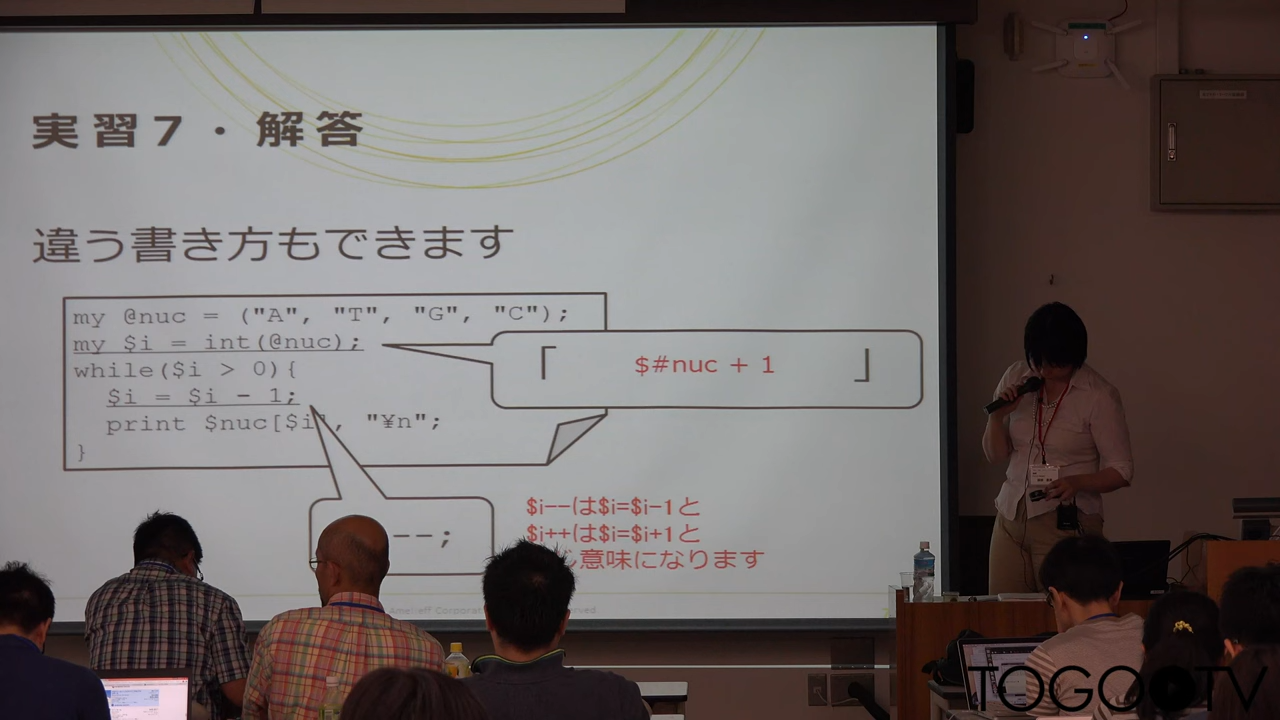 実習7・解答
違う書き方もできます
my @nuc = ("A", "T", "G", "C");
my $i = int(@nuc);
while($i > 0){
$i = $i - 1;
print $nuc[$i], "¥n";
}
「 $#nuc + 1 」
--;
$i--は$i=$i-1と
$i++は$i=$i+1と
意味になります
Amelieff
TOGOTV